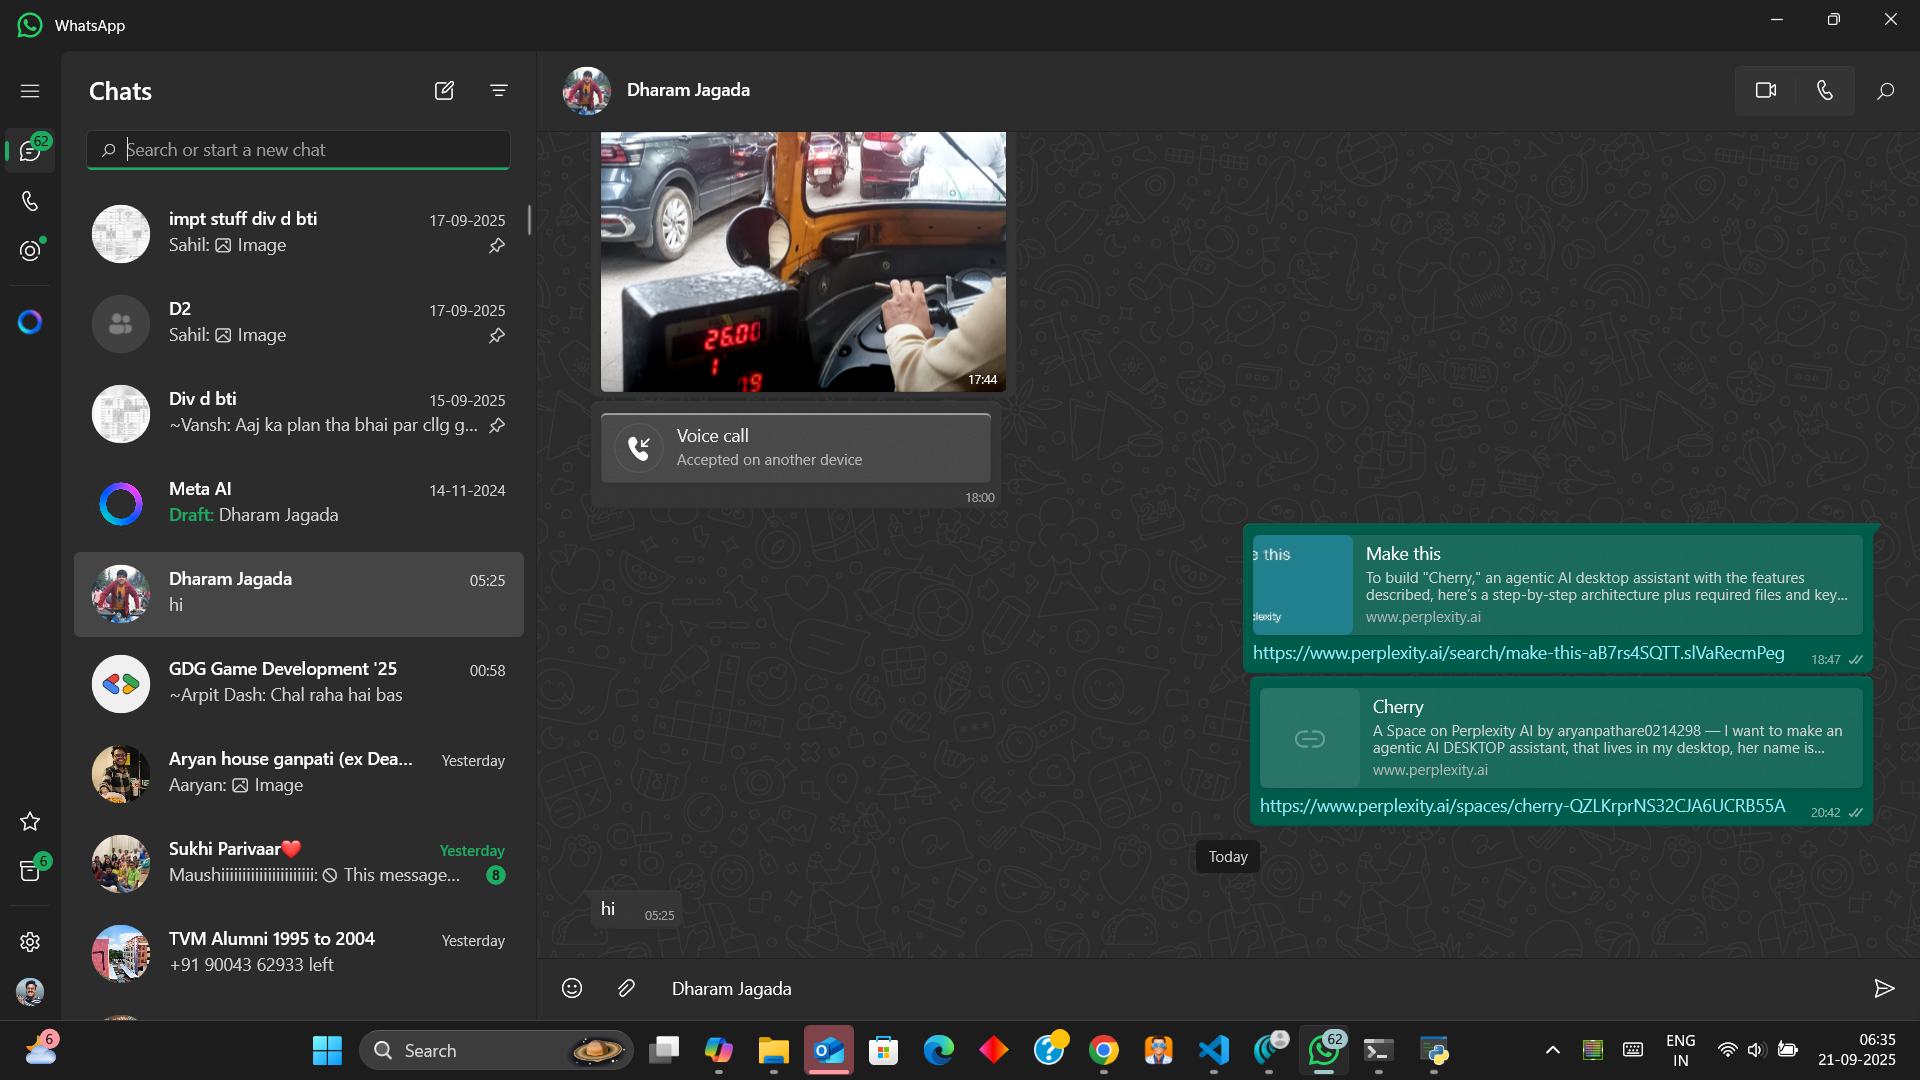 WhatsApp
Chats
Search or start a new chat
62
impt stuff div d bti
17-09-2025
Sahil: Image
D2
17-09-2025
Sahil: Image
Div d bti
15-09-2025
~Vansh: Aaj ka plan tha bhai par cllg g...
Meta AI
14-11-2024
Draft: Dharam Jagada
Dharam Jagada
05:25
hi
GDG Game Development '25
00:58
~Arpit Dash: Chal raha hai bas
Aryan house ganpati (ex Dea...
Yesterday
Aaryan: Image
Sukhi Parivaar❤️
Yesterday
Maushiiiiiiiiiiiiiiiiiiiiii: This message...
8
TVM Alumni 1995 to 2004
Yesterday
+91 90043 62933 left
6
Dharam Jagada
26.00
1
.79
17:44
Voice call
Accepted on another device
18:00
e this
plexity
Make this
To build "Cherry," an agentic AI desktop assistant with the features
described, here's a step-by-step architecture plus required files and key...
www.perplexity.ai
https://www.perplexity.ai/search/make-this-aB7rs4SQTT.slVaRecmPeg
18:47
Cherry
A Space on Perplexity AI by aryanpathare0214298 — I want to make an
agentic AI DESKTOP assistant, that lives in my desktop, her name is...
www.perplexity.ai
https://www.perplexity.ai/spaces/cherry-QZLKrprNS32CJA6UCRB55A
20:42
Today
hi
05:25
Dharam Jagada
6
Search
62
ENG
IN
06:35
21-09-2025